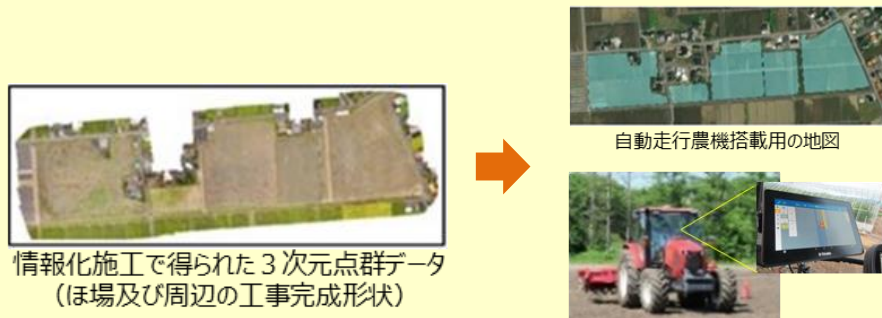 情報化施工で得られた３次元点群データ
（ほ場及び周辺の工事完成形状）
自動走行農機搭載用の地図